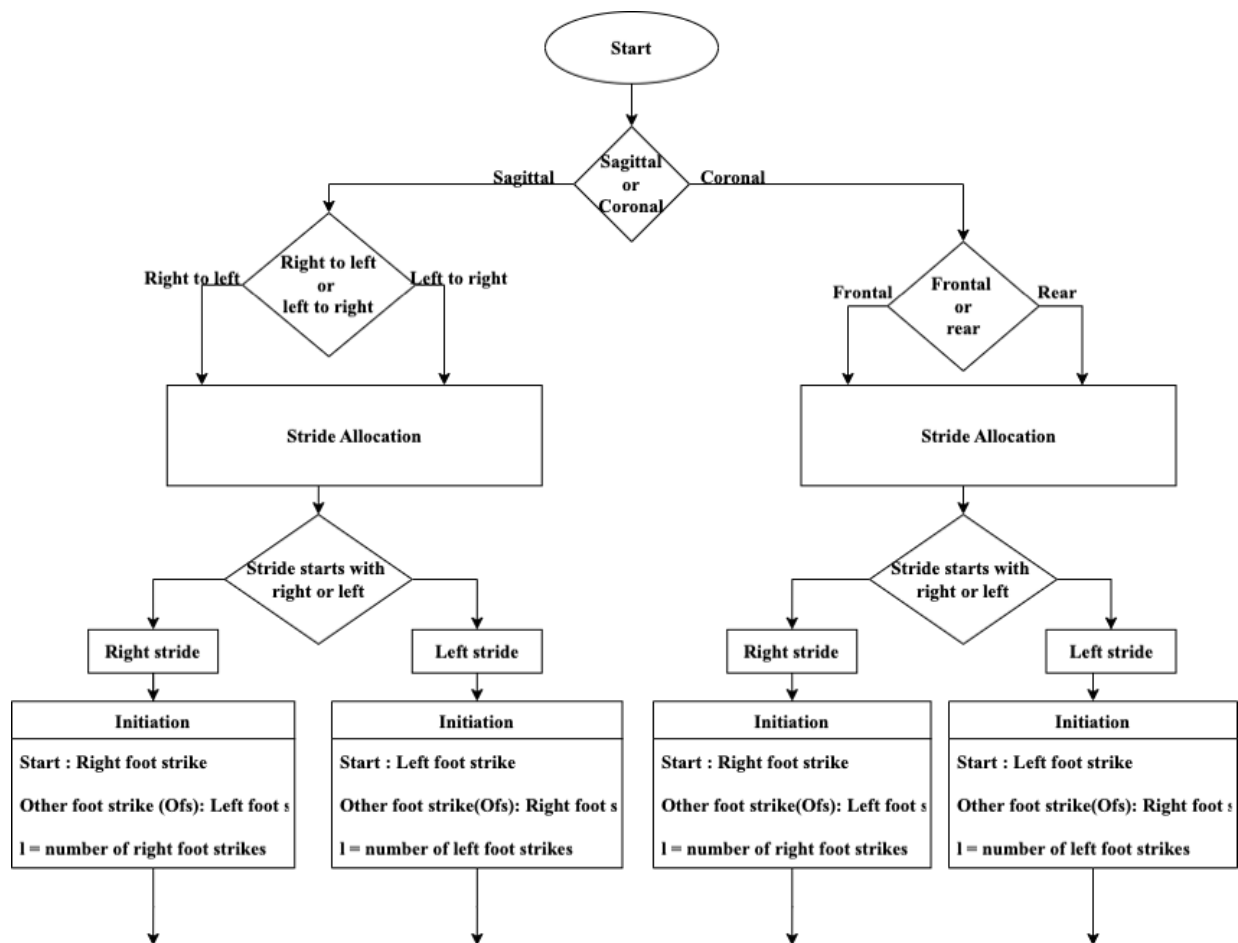 Start
Sagittal
or
Coronal
Sagittal
Coronal
Right to left
or
left to right
Right to left
Left to right
Frontal
or
rear
Frontal
Rear
Stride Allocation
Stride Allocation
Stride starts with
right or left
Stride starts with
right or left
Right stride
Left stride
Right stride
Left stride
Initiation
Start : Right foot strike
Other foot strike (Ofs): Left foot s
l = number of right foot strikes
Initiation
Start : Left foot strike
Other foot strike(Ofs): Right foot s
l = number of left foot strikes
Initiation
Start : Right foot strike
Other foot strike(Ofs): Left foot s
l = number of right foot strikes
Initiation
Start : Left foot strike
Other foot strike(Ofs): Right foot s
l = number of left foot strikes